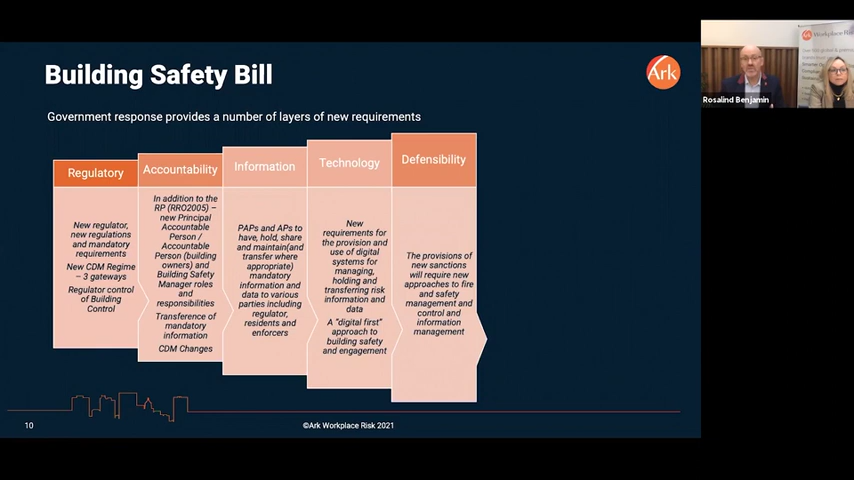 Building Safety Bill
Ark
Government response provides a number of layers of new requirements
Regulatory
New regulator,
new regulations and
mandatory
requirements
New CDM Regime
– 3 gateways
Regulator control
of Building
Control
Accountability
In addition to the
RP (RRO2005) –
new Principal
Accountable
Person /
Accountable
Person (building
owners) and
Building Safety
Manager roles
and
responsibilities
Transference of
mandatory
information
CDM Changes
Information
PAPs and APs to
have, hold, share
and maintain(and
transfer where
appropriate)
mandatory
information and
data to various
parties including
regulator,
residents and
enforcers
Technology
New
requirements for
the provision and
use of digital
systems for
managing,
holding and
transferring risk
information and
data
A "digital first"
approach to
building safety
and engagement
Defensibility
The provisions of
new sanctions
will require new
approaches to fire
and safety
management and
control and
information
management
10
©Ark Workplace Risk 2021
Ark Workplace Risk
Rosalind Benjamin